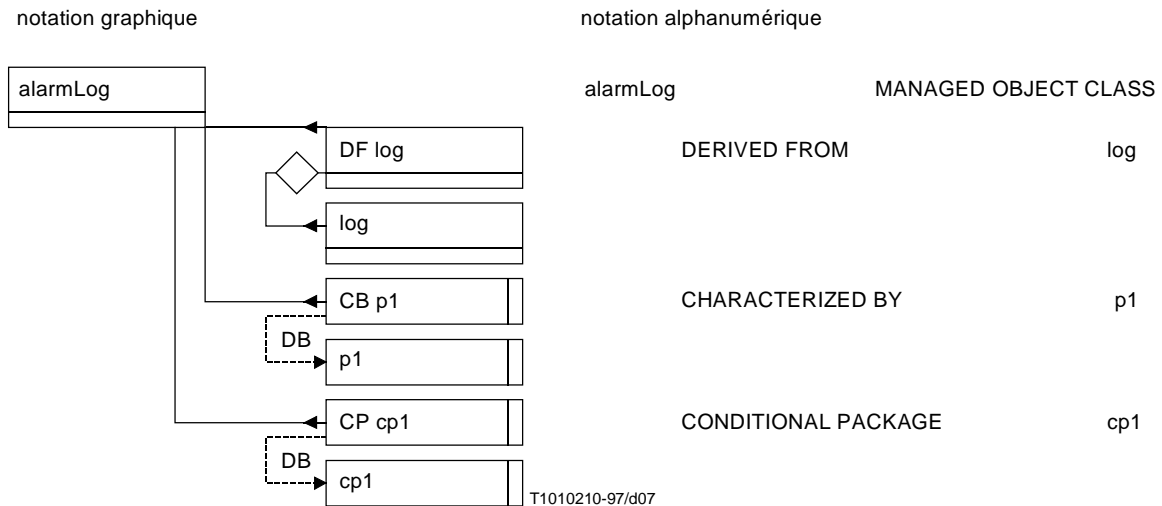 notation graphique notation alphanumérique
alarmLog alarmLog MANAGED OBJECT CLASS
DF log DERIVED FROM log
log
CB p1 CHARACTERIZED BY p1
DB
p1
CP cp1 CONDITIONAL PACKAGE cp1
DB
cp1
T1010210-97/d07